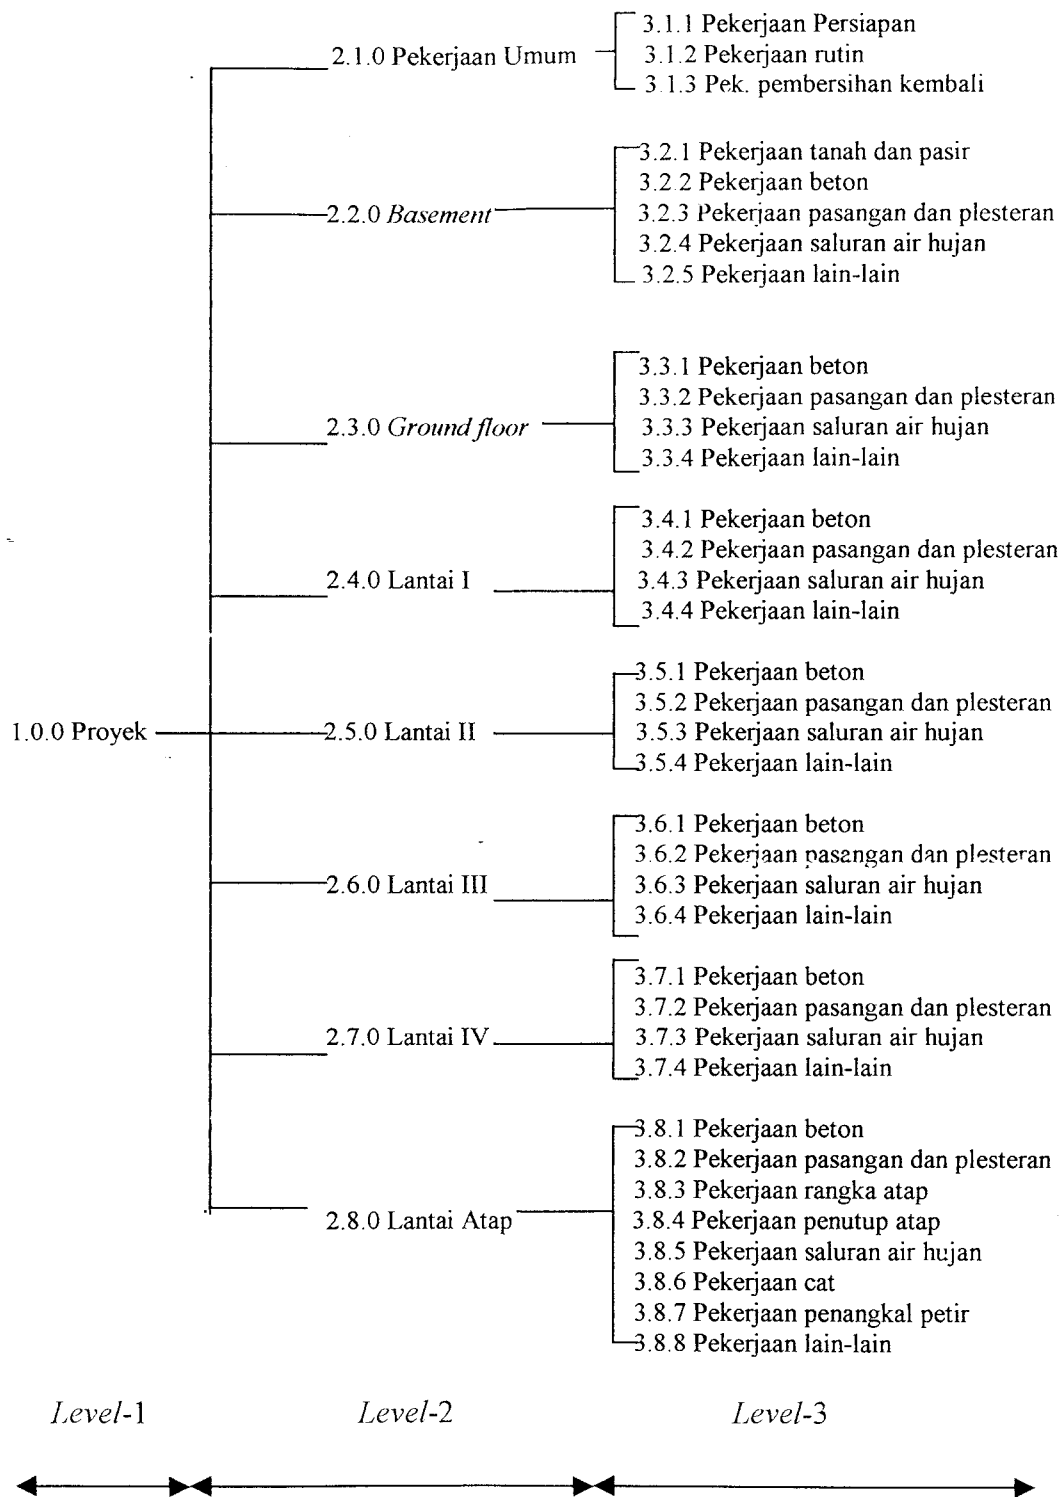 2.1.0 Pekerjaan Umum
3.1.1 Pekerjaan Persiapan
3.1.2 Pekerjaan rutin
3.1.3 Pek. pembersihan kembali
2.2.0 Basement
3.2.1 Pekerjaan tanah dan pasir
3.2.2 Pekerjaan beton
3.2.3 Pekerjaan pasangan dan plesteran
3.2.4 Pekerjaan saluran air hujan
3.2.5 Pekerjaan lain-lain
2.3.0 Ground floor
3.3.1 Pekerjaan beton
3.3.2 Pekerjaan pasangan dan plesteran
3.3.3 Pekerjaan saluran air hujan
3.3.4 Pekerjaan lain-lain
2.4.0 Lantai I
3.4.1 Pekerjaan beton
3.4.2 Pekerjaan pasangan dan plesteran
3.4.3 Pekerjaan saluran air hujan
3.4.4 Pekerjaan lain-lain
1.0.0 Proyek
2.5.0 Lantai II
3.5.1 Pekerjaan beton
3.5.2 Pekerjaan pasangan dan plesteran
3.5.3 Pekerjaan saluran air hujan
3.5.4 Pekerjaan lain-lain
2.6.0 Lantai III
3.6.1 Pekerjaan beton
3.6.2 Pekerjaan pasangan dan plesteran
3.6.3 Pekerjaan saluran air hujan
3.6.4 Pekerjaan lain-lain
2.7.0 Lantai IV
3.7.1 Pekerjaan beton
3.7.2 Pekerjaan pasangan dan plesteran
3.7.3 Pekerjaan saluran air hujan
3.7.4 Pekerjaan lain-lain
2.8.0 Lantai Atap
3.8.1 Pekerjaan beton
3.8.2 Pekerjaan pasangan dan plesteran
3.8.3 Pekerjaan rangka atap
3.8.4 Pekerjaan penutup atap
3.8.5 Pekerjaan saluran air hujan
3.8.6 Pekerjaan cat
3.8.7 Pekerjaan penangkal petir
3.8.8 Pekerjaan lain-lain
Level-1
Level-2
Level-3